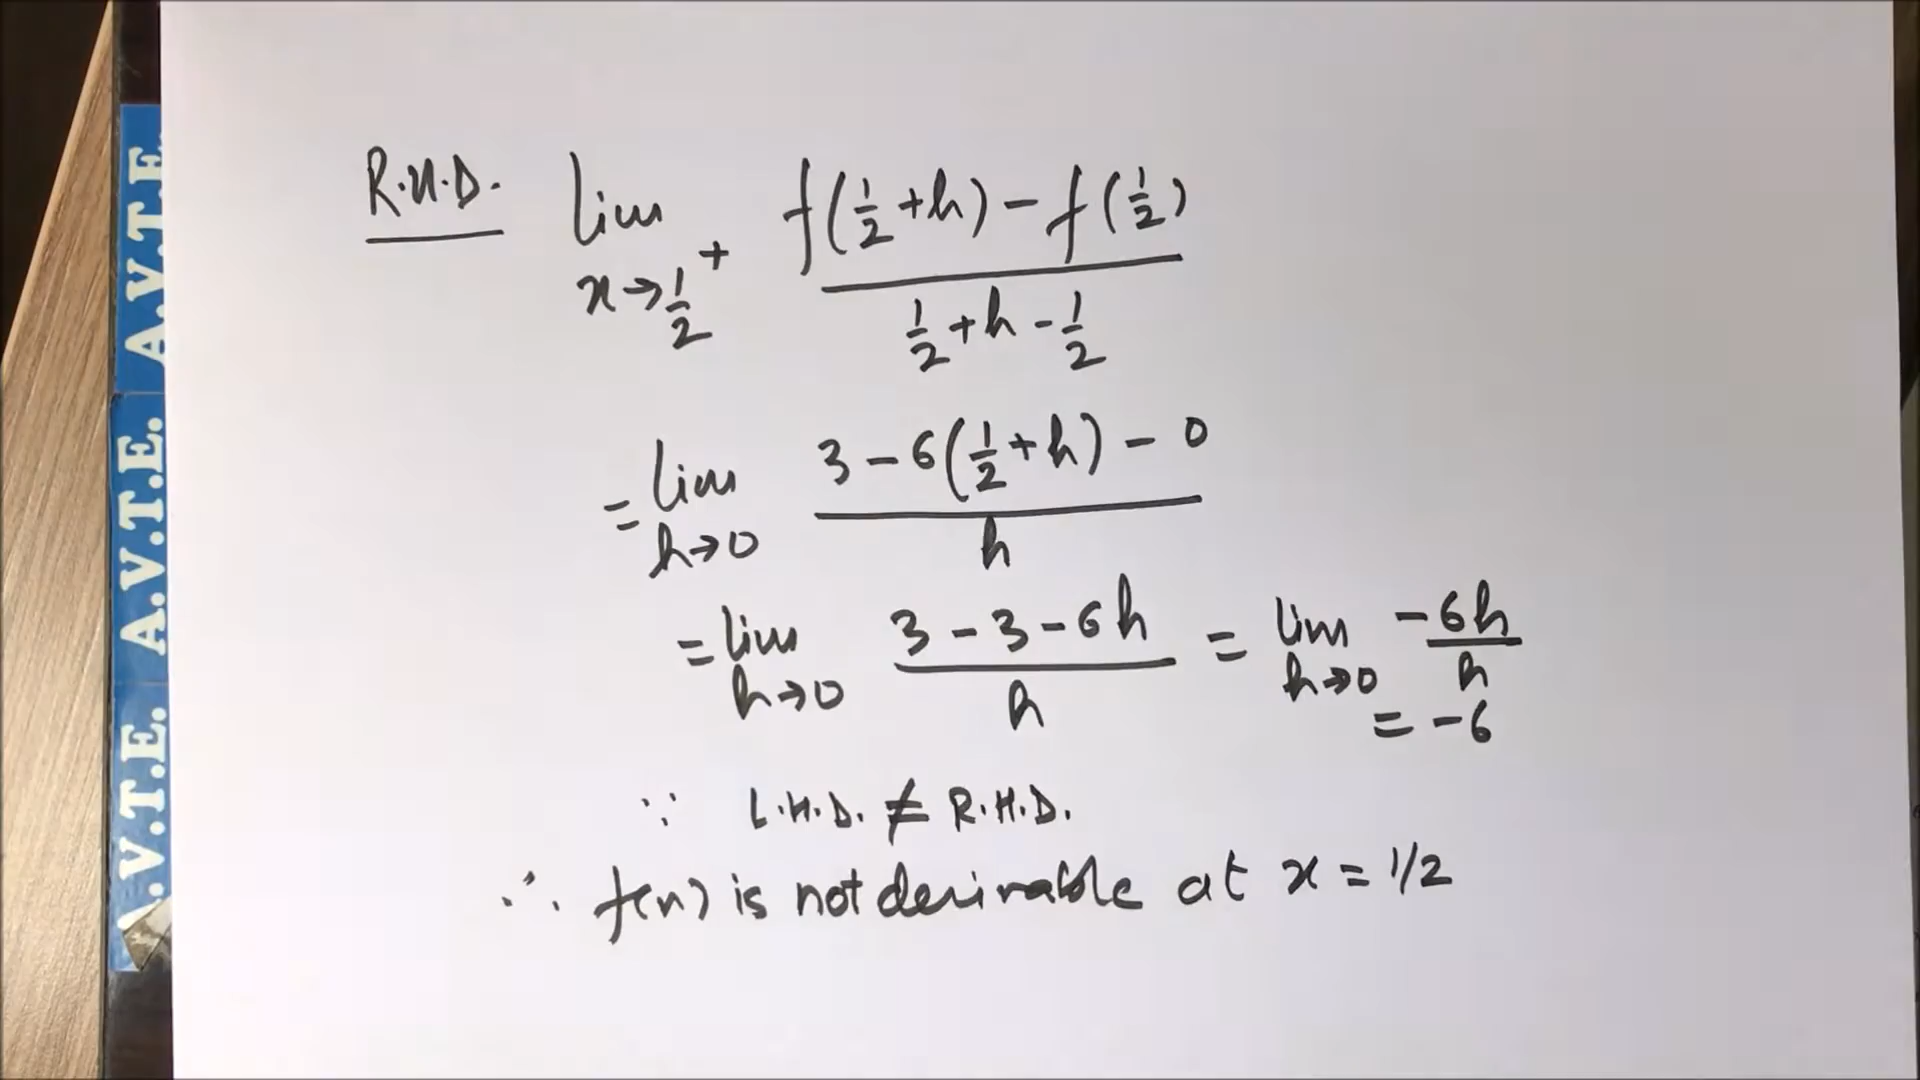 R.H.D. lim x→1/2⁺ f(1/2+h) - f(1/2) / 1/2+h-1/2
= lim h→0 3-6(1/2+h)-0 / h
= lim h→0 3-3-6h / h = lim h→0 -6h / h
= -6
∵ L.H.D. ≠ R.H.D.
∴ f(x) is not derivable at x = 1/2
A.V.T.E.
A.V.T.E.
A.V.T.E.